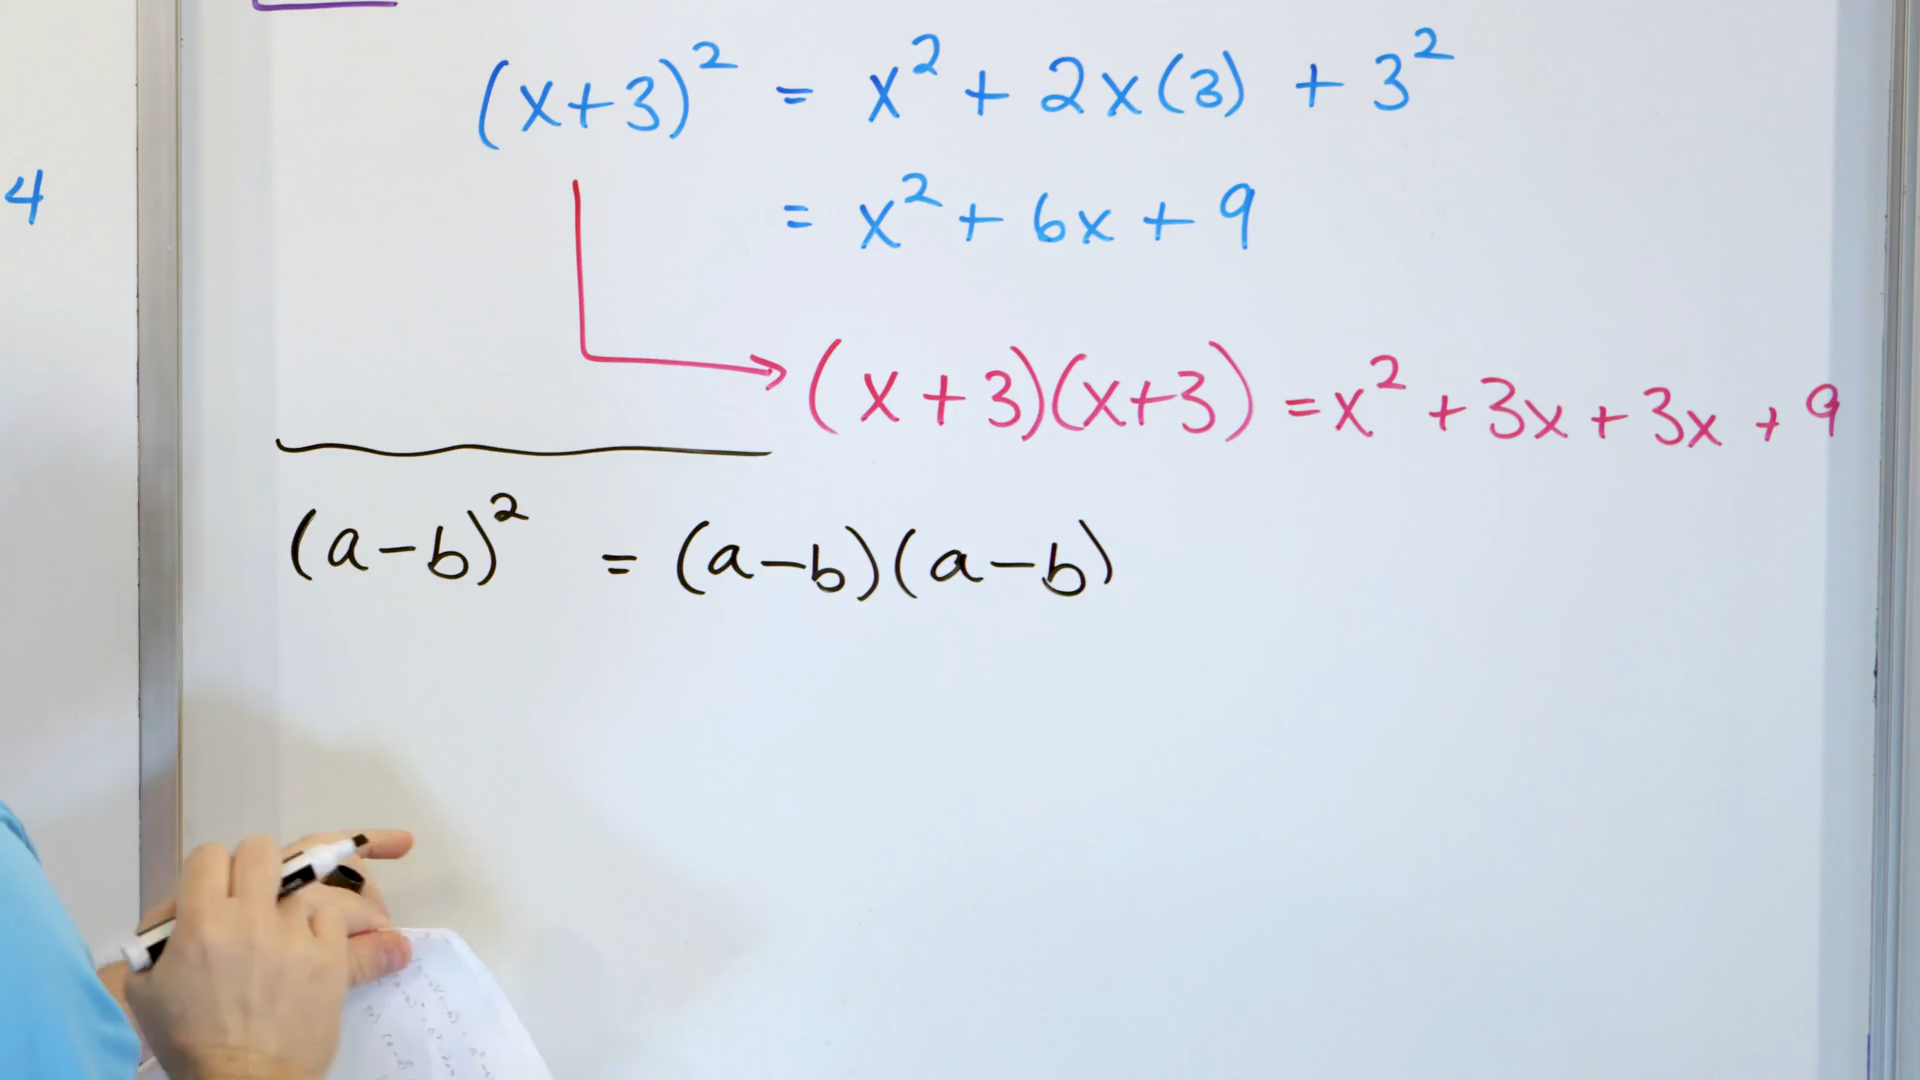 (x+3)² = x² + 2x(3) + 3²
4
= x² + 6x + 9
(x+3)(x+3) = x² + 3x + 3x + 9
(a-b)² = (a-b)(a-b)